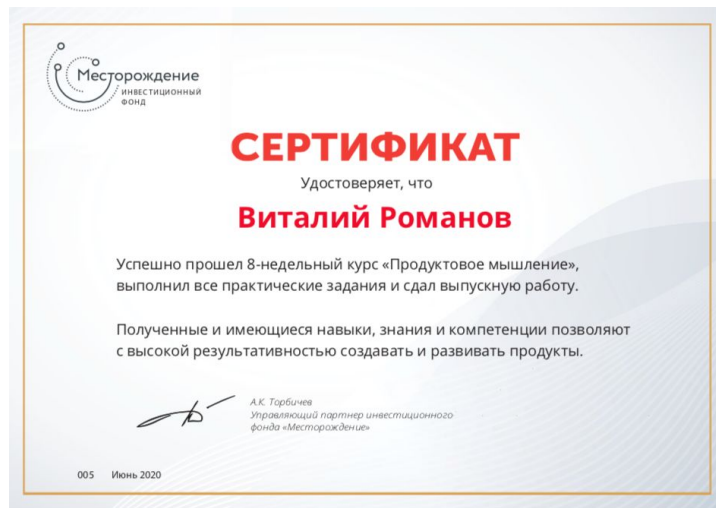 Месторождение
ИНВЕСТИЦИОННЫЙ
ФОНД
СЕРТИФИКАТ
Удостоверяет, что
Виталий Романов
Успешно прошел 8-недельный курс «Продуктовое мышление»,
выполнил все практические задания и сдал выпускную работу.
Полученные и имеющиеся навыки, знания и компетенции позволяют
с высокой результативностью создавать и развивать продукты.
А.К. Торбичев
Управляющий партнер инвестиционного
фонда «Месторождение»
005 Июнь 2020